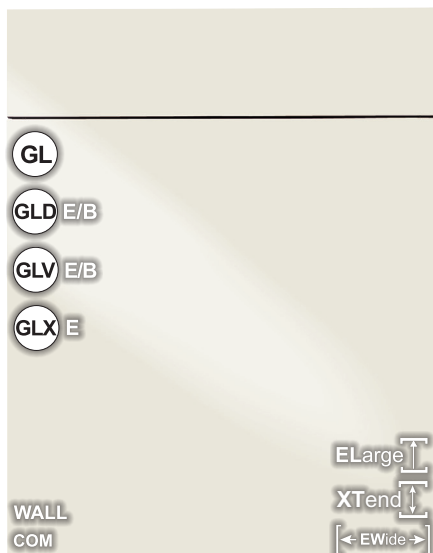 GL
GLD E/B
GLV E/B
GLX E
ELarge
XTend
WALL
COM
EWide